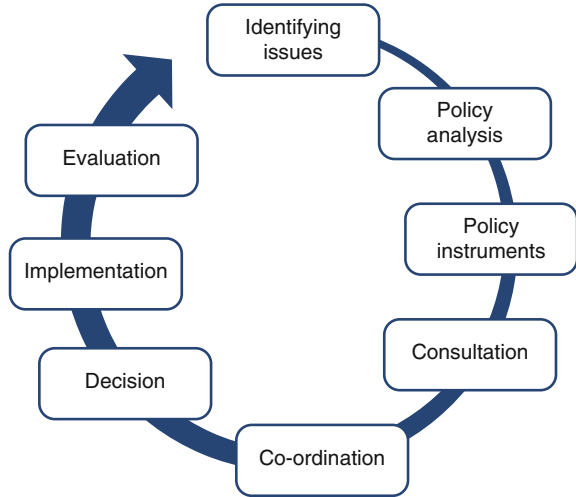 Identifying
issues
Policy
analysis
Policy
instruments
Consultation
Co-ordination
Decision
Implementation
Evaluation